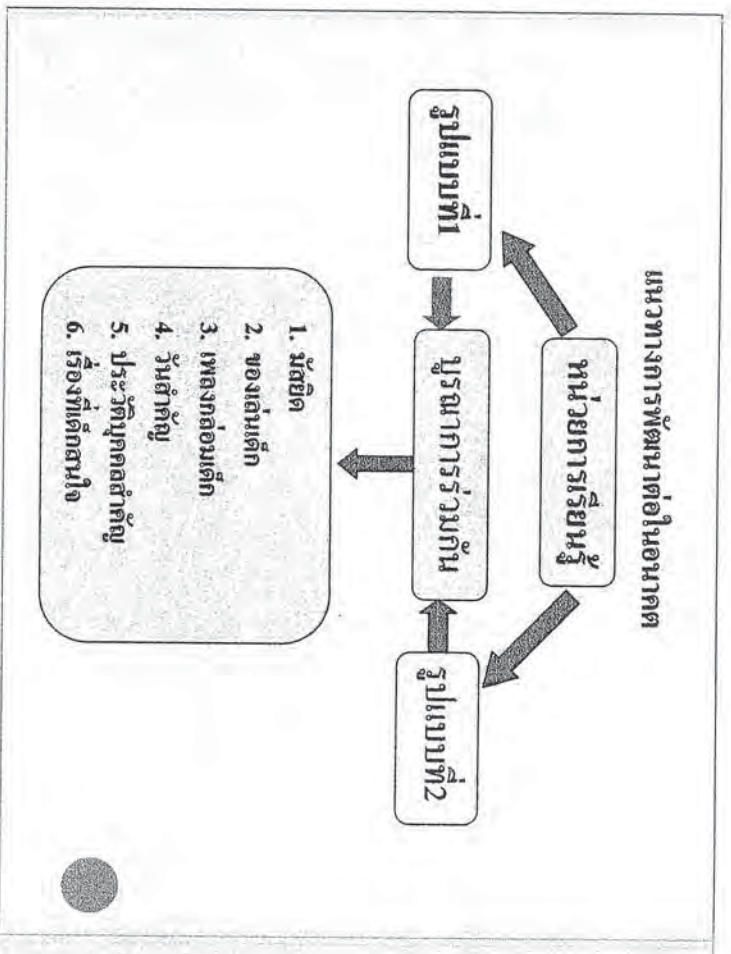 แนวทางการพัฒนาต่อในอนาคต
หน่วยการเรียนรู้
รูปแบบที่1
บูรณาการร่วมกัน
รูปแบบที่2
1. มัสยิด
2. ของเล่นเด็ก
3. เพลงกล่อมเด็ก
4. วันสำคัญ
5. ประวัติบุคคลสำคัญ
6. เรื่องที่เด็กสนใจ